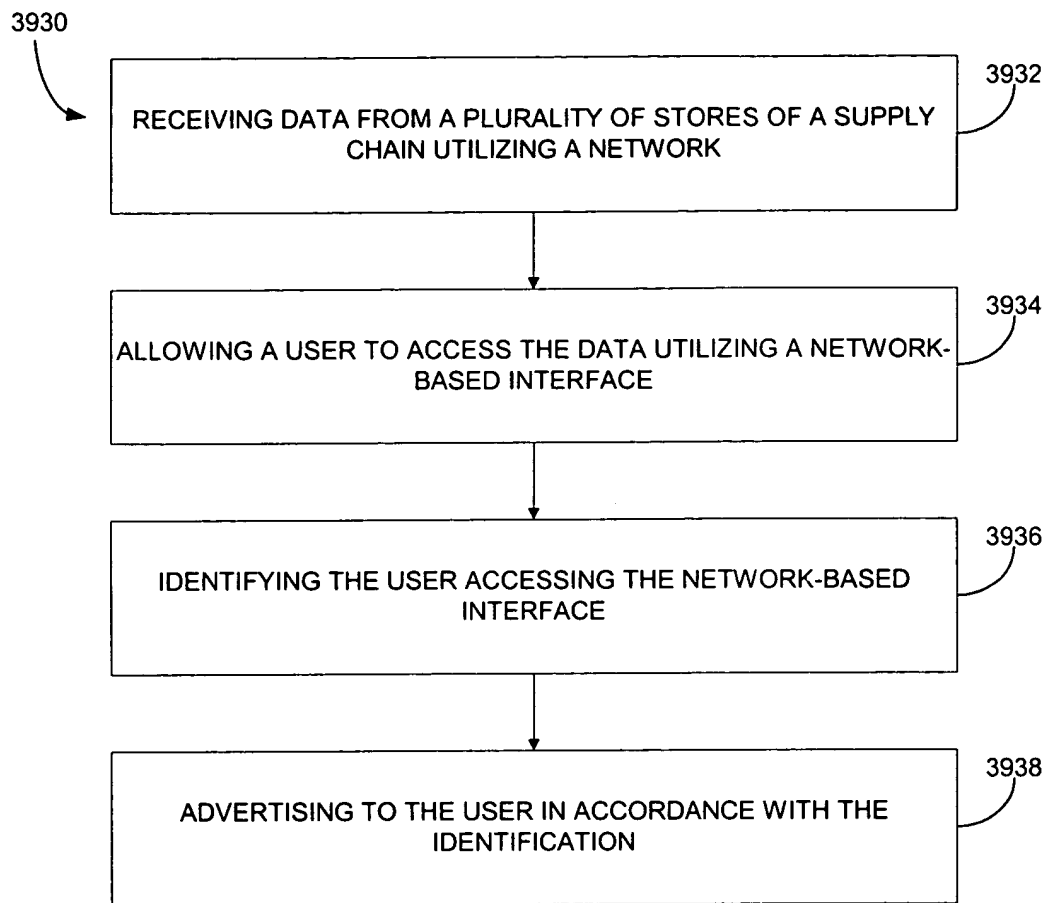 3930
3932
RECEIVING DATA FROM A PLURALITY OF STORES OF A SUPPLY
CHAIN UTILIZING A NETWORK
3934
ALLOWING A USER TO ACCESS THE DATA UTILIZING A NETWORK-
BASED INTERFACE
3936
IDENTIFYING THE USER ACCESSING THE NETWORK-BASED
INTERFACE
3938
ADVERTISING TO THE USER IN ACCORDANCE WITH THE
IDENTIFICATION